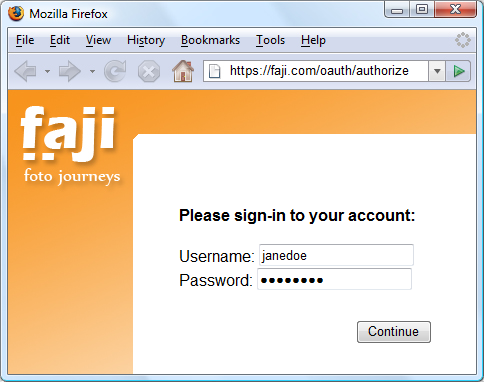 Mozilla Firefox
File Edit View History Bookmarks Tools Help
https://faji.com/oauth/authorize
faji
foto journeys
Please sign-in to your account:
Username: janedoe
Password: ●●●●●●●●
Continue